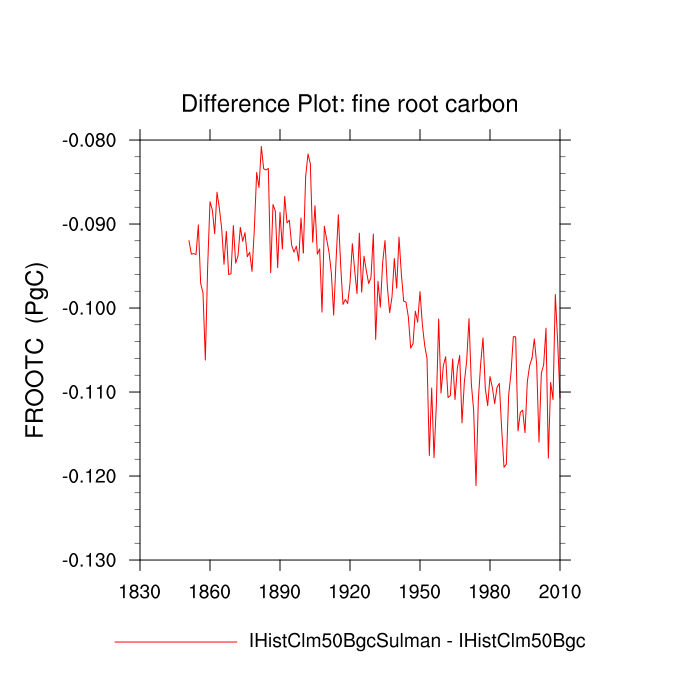 Difference Plot: fine root carbon
-0.080
-0.090
-0.100
-0.110
-0.120
-0.130
FROOTC (PgC)
1830 1860 1890 1920 1950 1980 2010
IHistClm50BgcSulman - IHistClm50Bgc